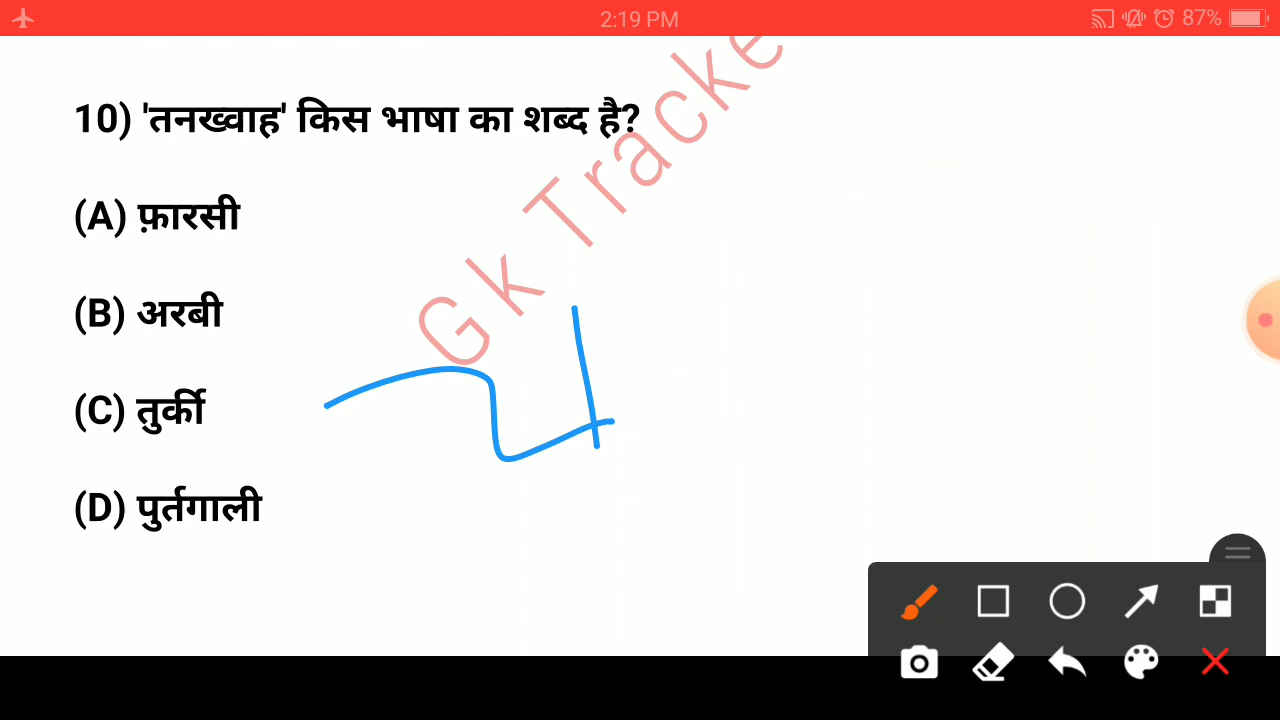 2:19 PM
87%
10) 'तनख्वाह' किस भाषा का शब्द है?
(A) फ़ारसी
(B) अरबी
(C) तुर्की
(D) पुर्तगाली
Gk Tracke